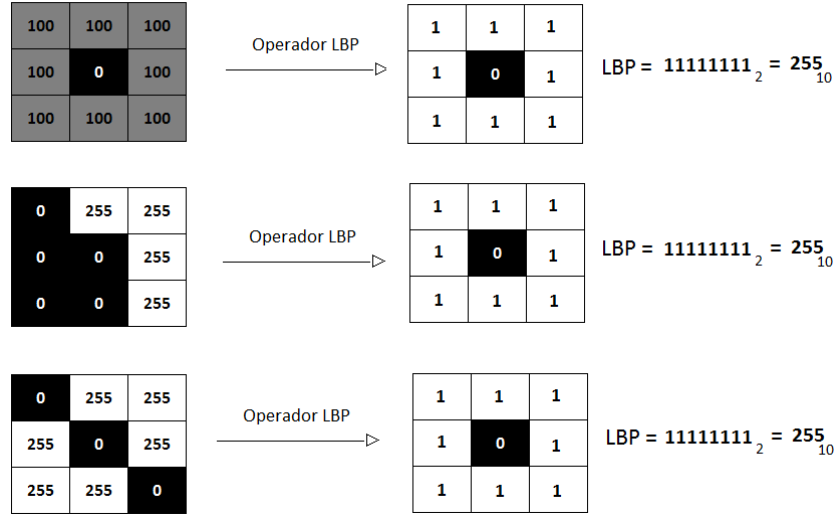 100 100 100
100 0 100
100 100 100
Operador LBP
1 1 1
1 0 1
1 1 1
LBP = 11111111 2 = 255 10
0 255 255
0 0 255
0 0 255
Operador LBP
1 1 1
1 0 1
1 1 1
LBP = 11111111 2 = 255 10
0 255 255
255 0 255
255 255 0
Operador LBP
1 1 1
1 0 1
1 1 1
LBP = 11111111 2 = 255 10